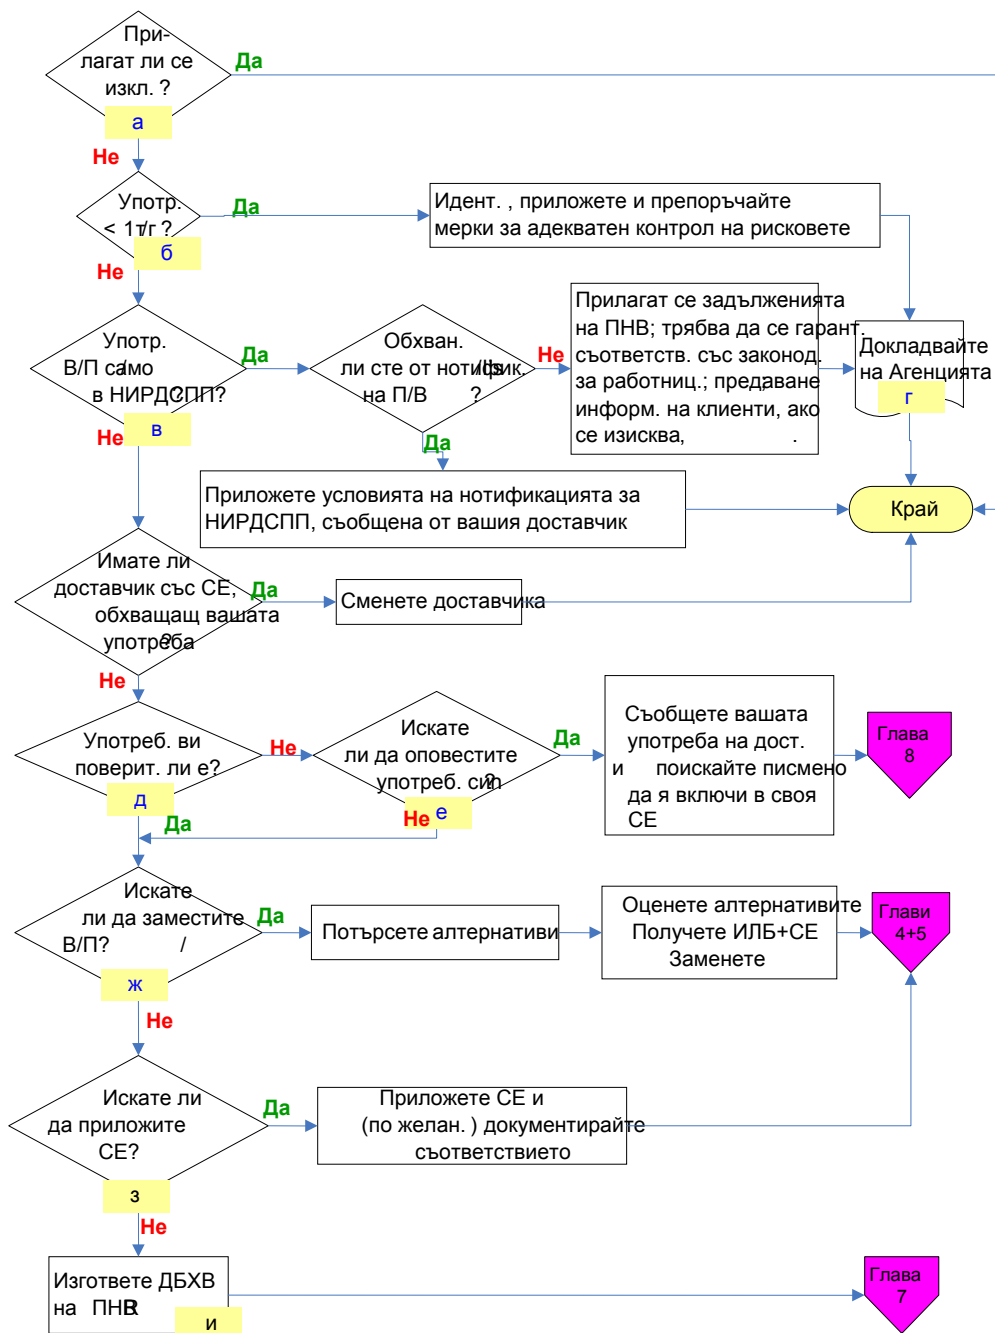 При-
лагат ли се
изкл. ?
Да
а
Не
Употр.
< 1т/г ?
Да
б
Не
Идент. , приложете и препоръчайте
мерки за адекватен контрол на рисковете
Употр.
В/П само
в НИРДСПП?
Да
в
Не
Обхван.
ли сте от нотифик.
на П/В ?
Не
Да
Прилагат се задълженията
на ПНВ; трябва да се гарант.
съответств. със законод.
за работниц.; предаване
информ. на клиенти, ако
се изисква, .
Докладвайте
на Агенцията
г
Приложете условията на нотификацията за
НИРДСПП, съобщена от вашия доставчик
Край
Имате ли
доставчик със СЕ,
обхващащ вашата
употреба
?
Да
Не
Сменете доставчика
Употреб. ви
поверит. ли е?
Не
д
Да
Искате
ли да оповестите
употреб. си
?
Да
е
Не
Съобщете вашата
употреба на дост.
и поискайте писмено
да я включи в своя
СЕ
Глава
8
Искате
ли да заместите
В/П? /
Да
ж
Не
Потърсете алтернативи
Оценете алтернативите
Получете ИЛБ+СЕ
Заменете
Глави
4+5
Искате ли
да приложите
СЕ?
Да
з
Не
Приложете СЕ и
(по желан. ) документирайте
съответствието
Изгответе ДБХВ
на ПНВ
и
Глава
7